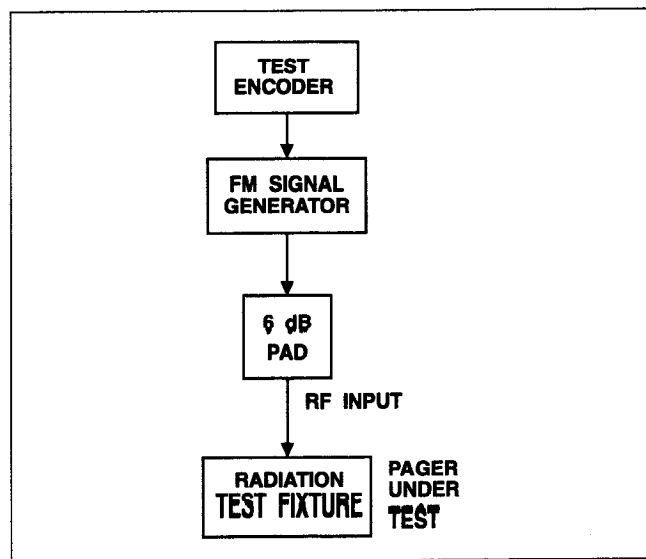 TEST
ENCODER
FM SIGNAL
GENERATOR
6 dB
PAD
RF INPUT
RADIATION
TEST FIXTURE
PAGER
UNDER
TEST